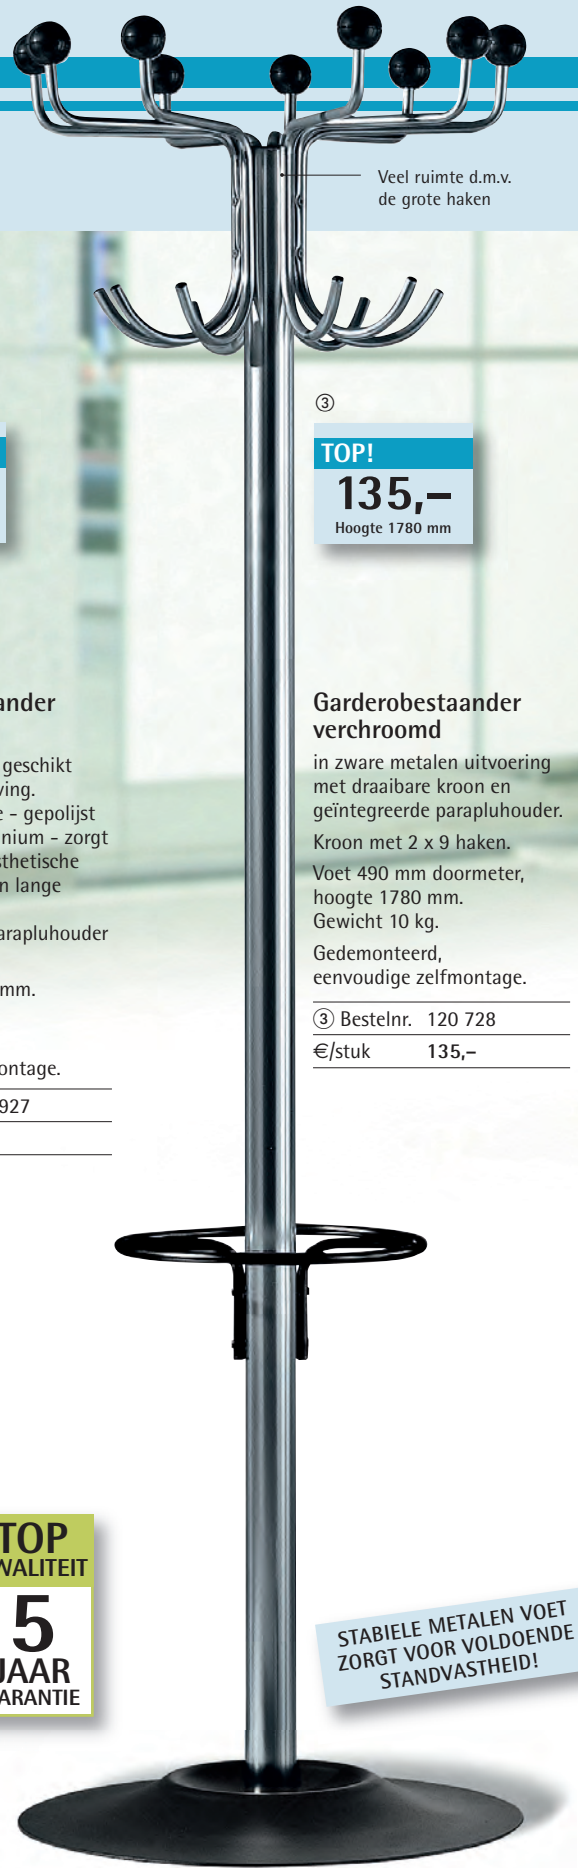 Veel ruimte d.m.v.
de grote haken
③
TOP!
135,–
Hoogte 1780 mm
Garderobestaander
verchroomd
in zware metalen uitvoering
met draaibare kroon en
geïntegreerde parapluhouder.
Kroon met 2 x 9 haken.
Voet 490 mm doormeter,
hoogte 1780 mm.
Gewicht 10 kg.
Gedemonteerd,
eenvoudige zelfmontage.
③ Bestelnr. 120 728
€/stuk 135,–
ander
geschikt
ving.
e - gepolijst
nium - zorgt
sthetische
n lange
arapluhouder
mm.
ontage.
927
TOP
WALITEIT
5
JAAR
ARANTIE
STABIELE METALEN VOET
ZORGT VOOR VOLDOENDE
STANDVASTHEID!